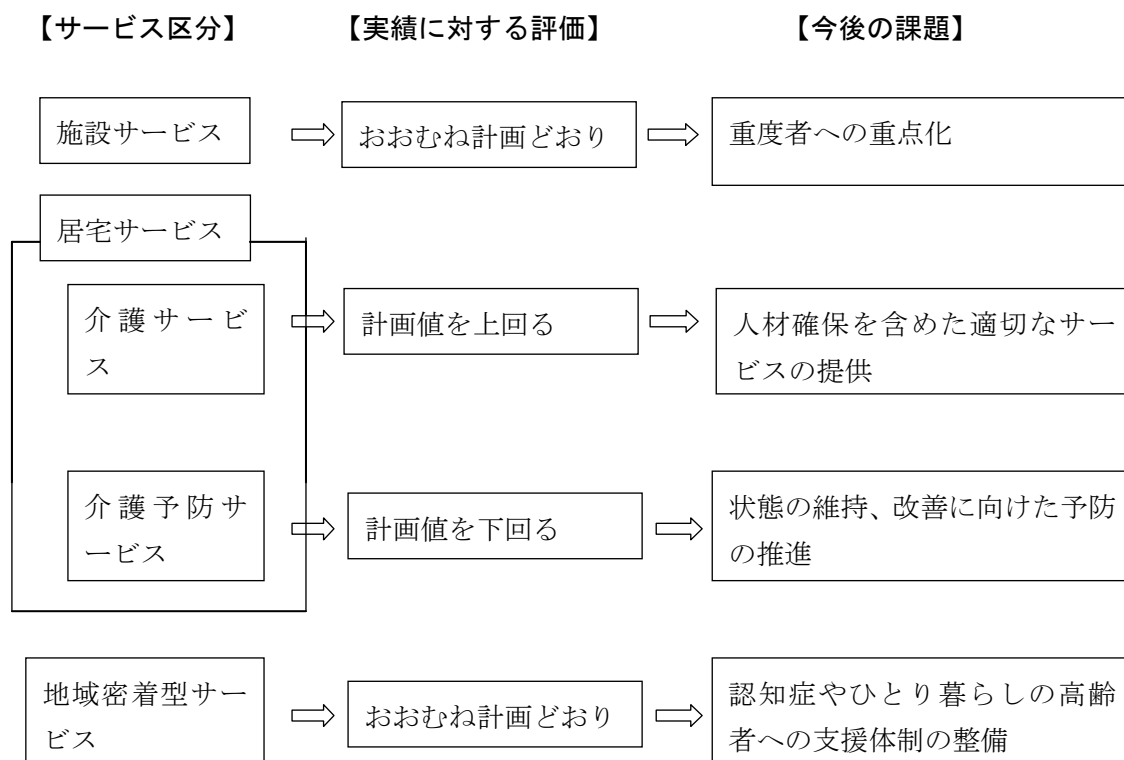 【サービス区分】 【実績に対する評価】 【今後の課題】
施設サービス おおむね計画どおり 重度者への重点化
居宅サービス
介護サービ
ス
計画値を上回る
人材確保を含めた適切なサー
ビスの提供
介護予防サ
ービス
計画値を下回る
状態の維持、改善に向けた予防
の推進
地域密着型サー
ビス
おおむね計画どおり
認知症やひとり暮らしの高齢
者への支援体制の整備